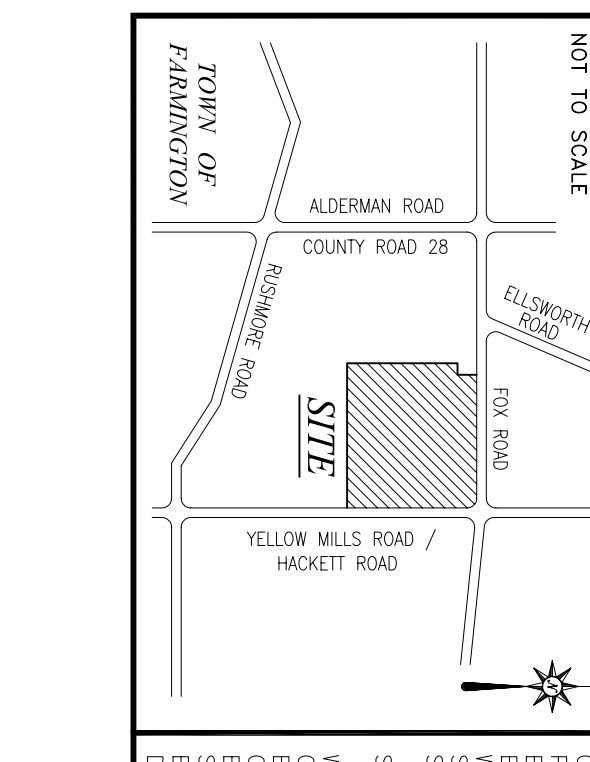 NOT TO SCALE
TOWN OF
FARMINGTON
ALDERMAN ROAD
COUNTY ROAD 28
RUSHMORE ROAD
ELLSWORTH
ROAD
FOX ROAD
SITE
YELLOW MILLS ROAD /
HACKETT ROAD
N